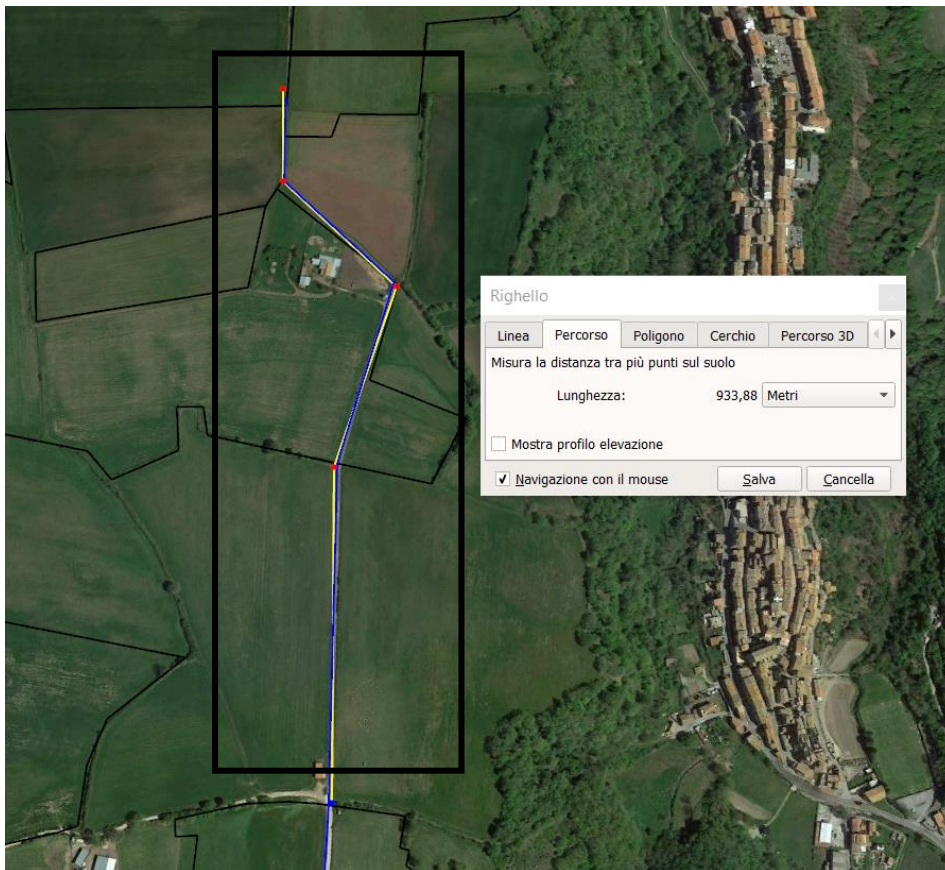 Righello
Linea Percorso Poligono Cerchio Percorso 3D
Misura la distanza tra più punti sul suolo
Lunghezza: 933,88 Metri
Mostra profilo elevazione
Navigazione con il mouse Salva Cancella